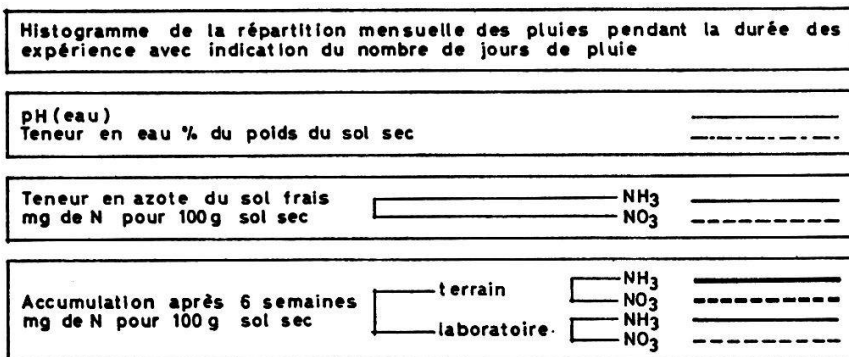 Histogramme de la répartition mensuelle des pluies pendant la durée des
expérience avec indication du nombre de jours de pluie
pH (eau)
Teneur en eau % du poids du sol sec
Teneur en azote du sol frais
mg de N pour 100 g sol sec
NH3
NO3
Accumulation après 6 semaines
mg de N pour 100 g sol sec
terrain
NH3
NO3
laboratoire.
NH3
NO3